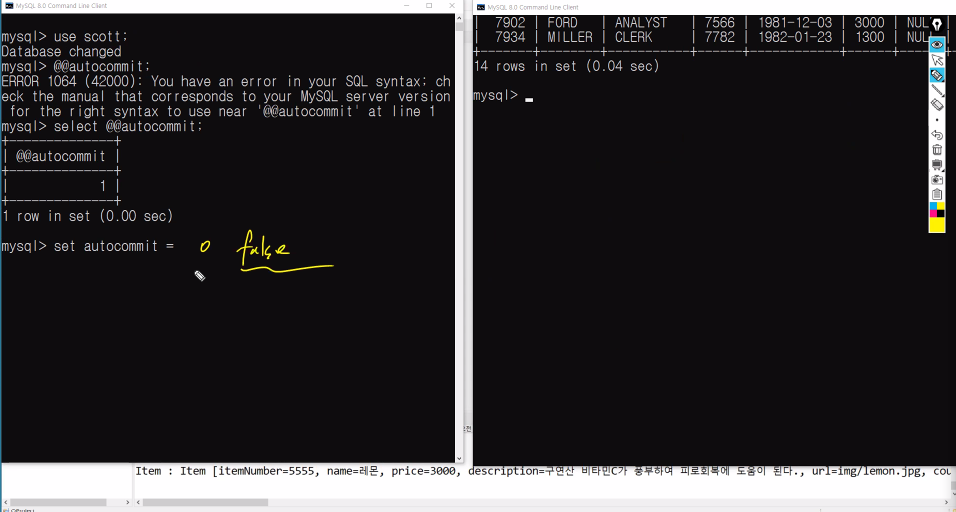 MySQL 8.0 Command Line Client
mysql> use scott;
Database changed
mysql> @@autocommit;
ERROR 1064 (42000): You have an error in your SQL syntax; ch
eck the manual that corresponds to your MySQL server version
for the right syntax to use near '@@autocommit' at line 1
mysql> select @@autocommit;
+--------------+
| @@autocommit |
+--------------+
| 1 |
+--------------+
1 row in set (0.00 sec)
mysql> set autocommit = 0 false
MySQL 8.0 Command Line Client
| 7902 | FORD | ANALYST | 7566 | 1981-12-03 | 3000 | NUL
| 7934 | MILLER | CLERK | 7782 | 1982-01-23 | 1300 | NULL
14 rows in set (0.04 sec)
mysql> _
Item : Item [itemNumber=5555, name=레몬, price=3000, description=구연산 비타민C가 풍부하여 피로회복에 도움이 된다., url=img/lemon.jpg, cou